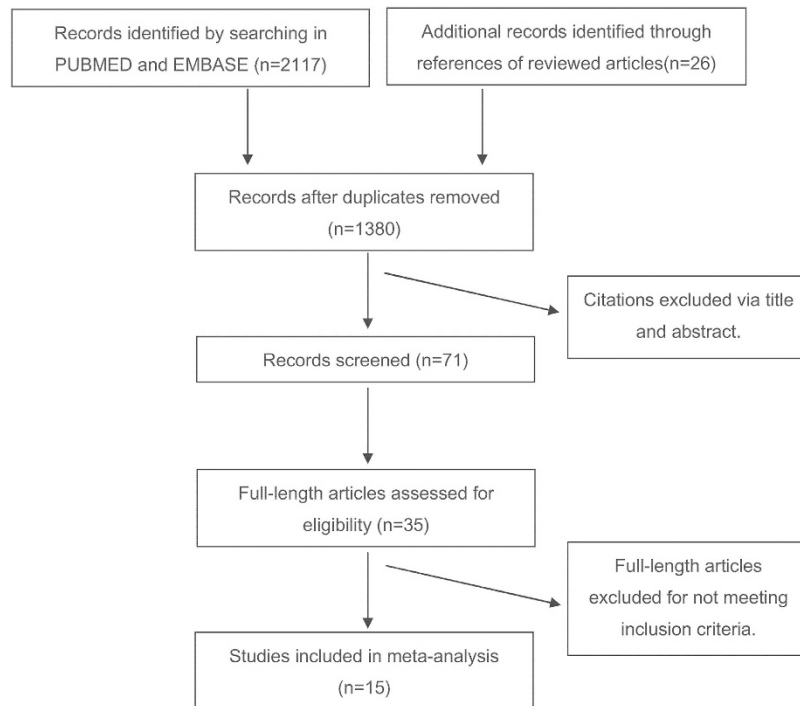 Records identified by searching in
PUBMED and EMBASE (n=2117)
Additional records identified through
references of reviewed articles(n=26)
Records after duplicates removed
(n=1380)
Citations excluded via title
and abstract.
Records screened (n=71)
Full-length articles assessed for
eligibility (n=35)
Full-length articles
excluded for not meeting
inclusion criteria.
Studies included in meta-analysis
(n=15)